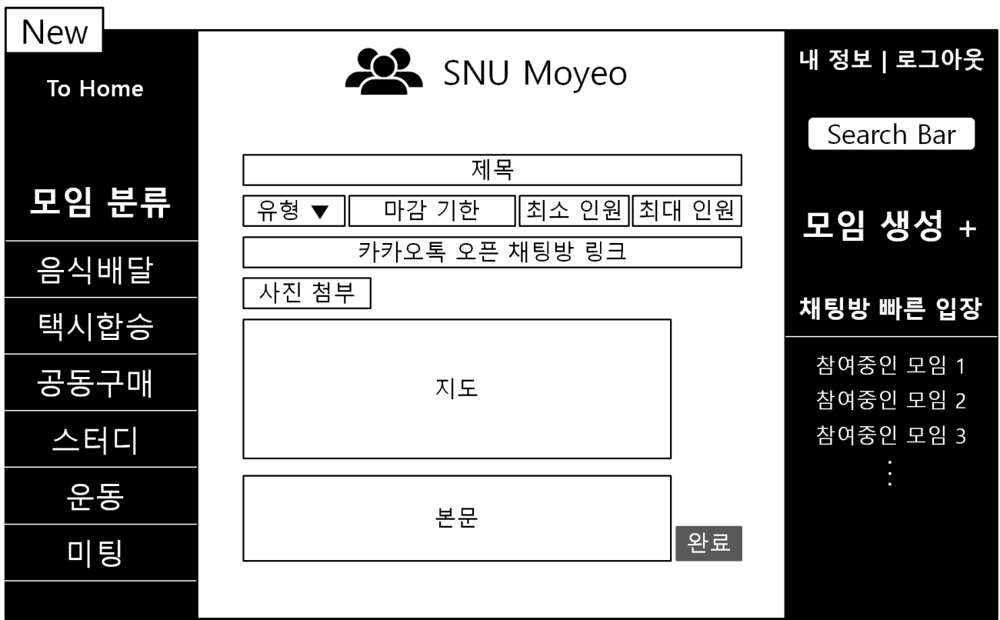 New
To Home
모임 분류
음식배달
택시합승
공동구매
스터디
운동
미팅
SNU Moyeo
제목
유형 ▼ 마감 기한 최소 인원 최대 인원
카카오톡 오픈 채팅방 링크
사진 첨부
지도
본문
완료
내 정보 | 로그아웃
Search Bar
모임 생성 +
채팅방 빠른 입장
참여중인 모임 1
참여중인 모임 2
참여중인 모임 3
⋮